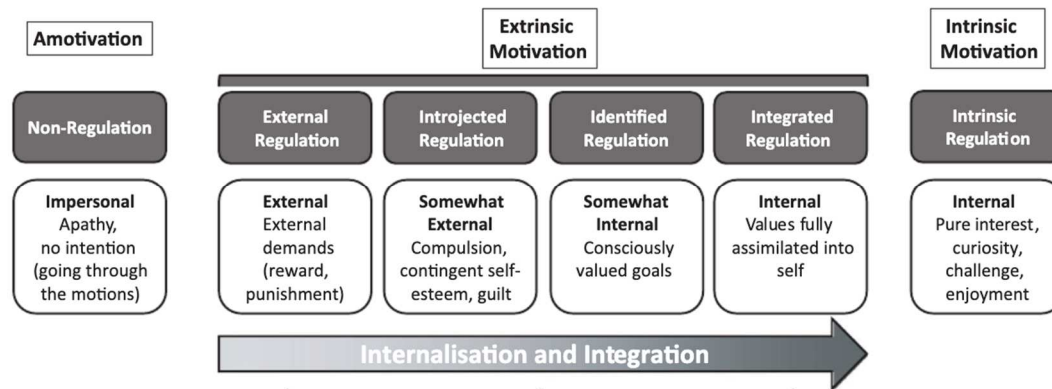 Amotivation
Extrinsic
Motivation
Intrinsic
Motivation
Non-Regulation
External
Regulation
Introjected
Regulation
Identified
Regulation
Integrated
Regulation
Intrinsic
Regulation
Impersonal
Apathy,
no intention
(going through
the motions)
External
External
demands
(reward,
punishment)
Somewhat
External
Compulsion,
contingent self-
esteem, guilt
Somewhat
Internal
Consciously
valued goals
Internal
Values fully
assimilated into
self
Internal
Pure interest,
curiosity,
challenge,
enjoyment
Internalisation and Integration